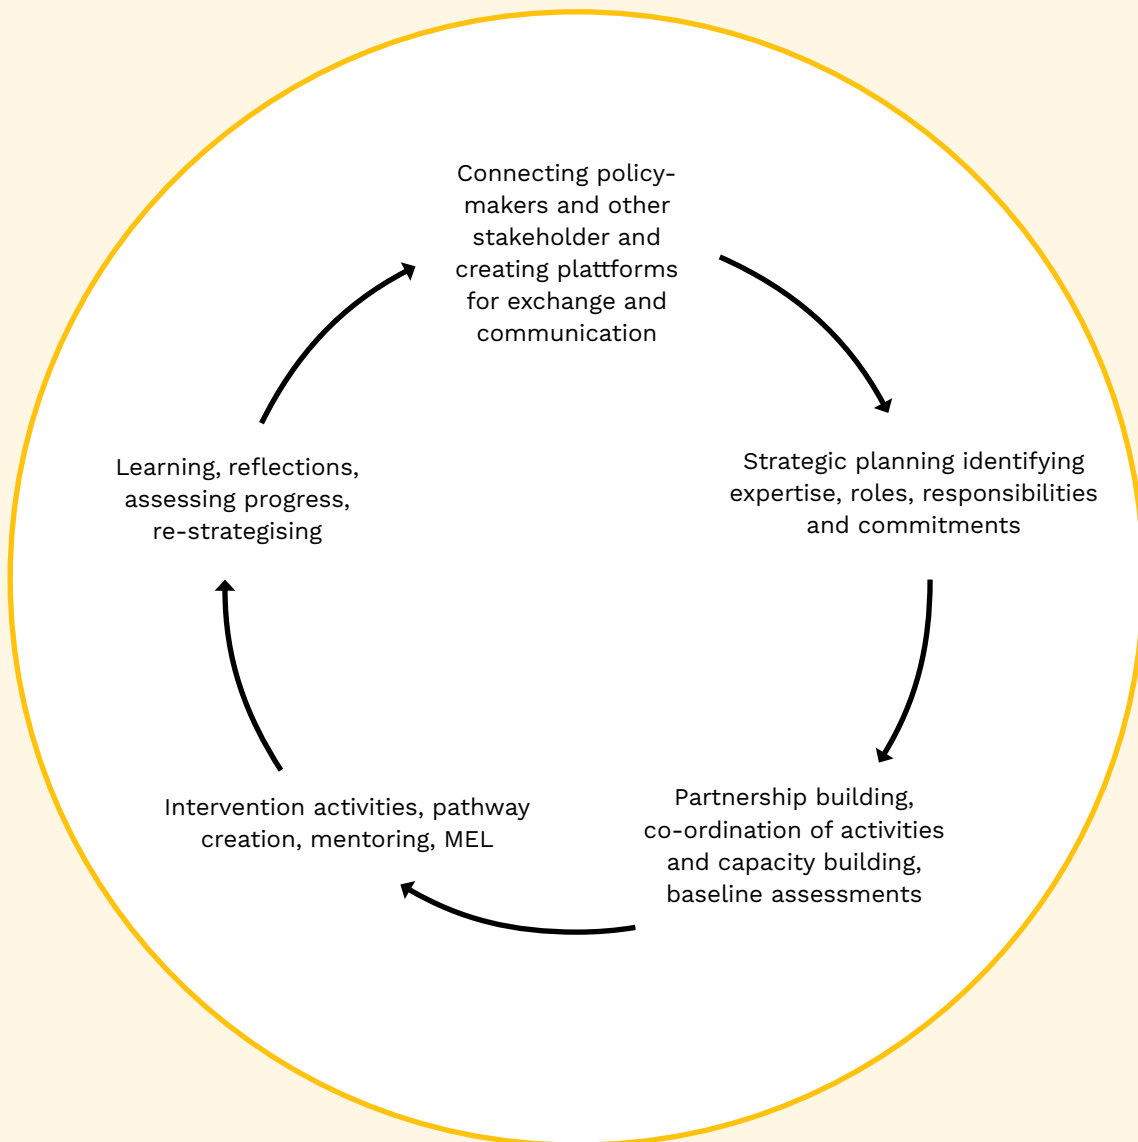 Connecting policy-
makers and other
stakeholder and
creating plattforms
for exchange and
communication
Strategic planning identifying
expertise, roles, responsibilities
and commitments
Partnership building,
co-ordination of activities
and capacity building,
baseline assessments
Intervention activities, pathway
creation, mentoring, MEL
Learning, reflections,
assessing progress,
re-strategising